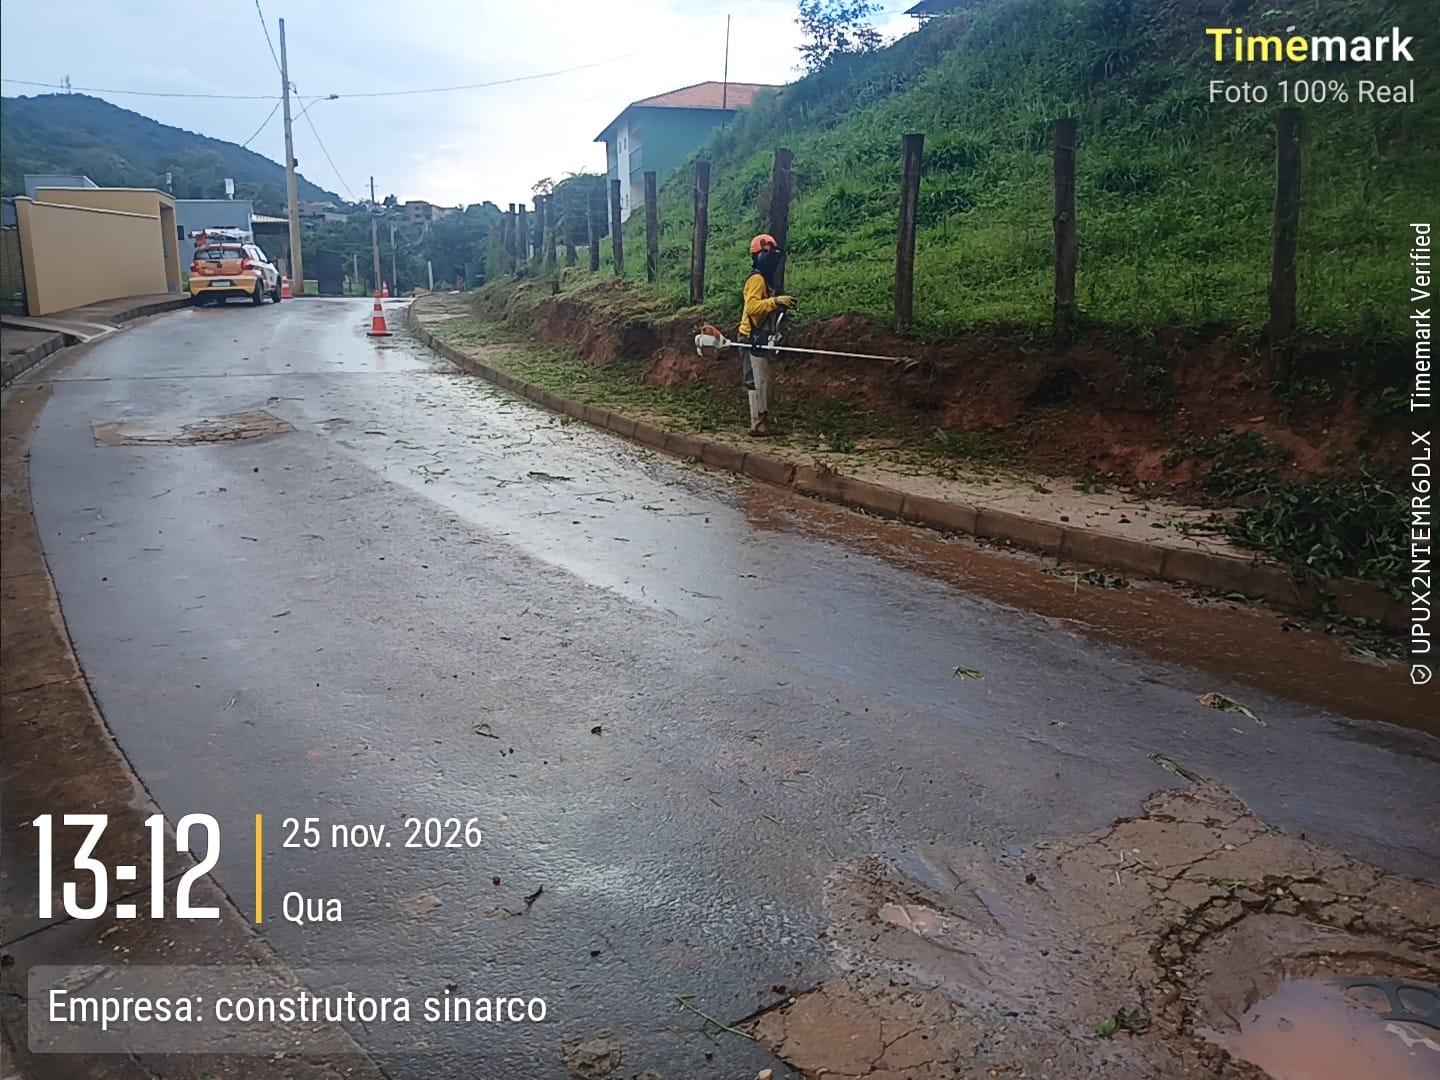 Timemark
Foto 100% Real
UPUX2NTEMR6DLX Timemark Verified
13:12
25 nov. 2026
Qua
Empresa: construtora sinarco